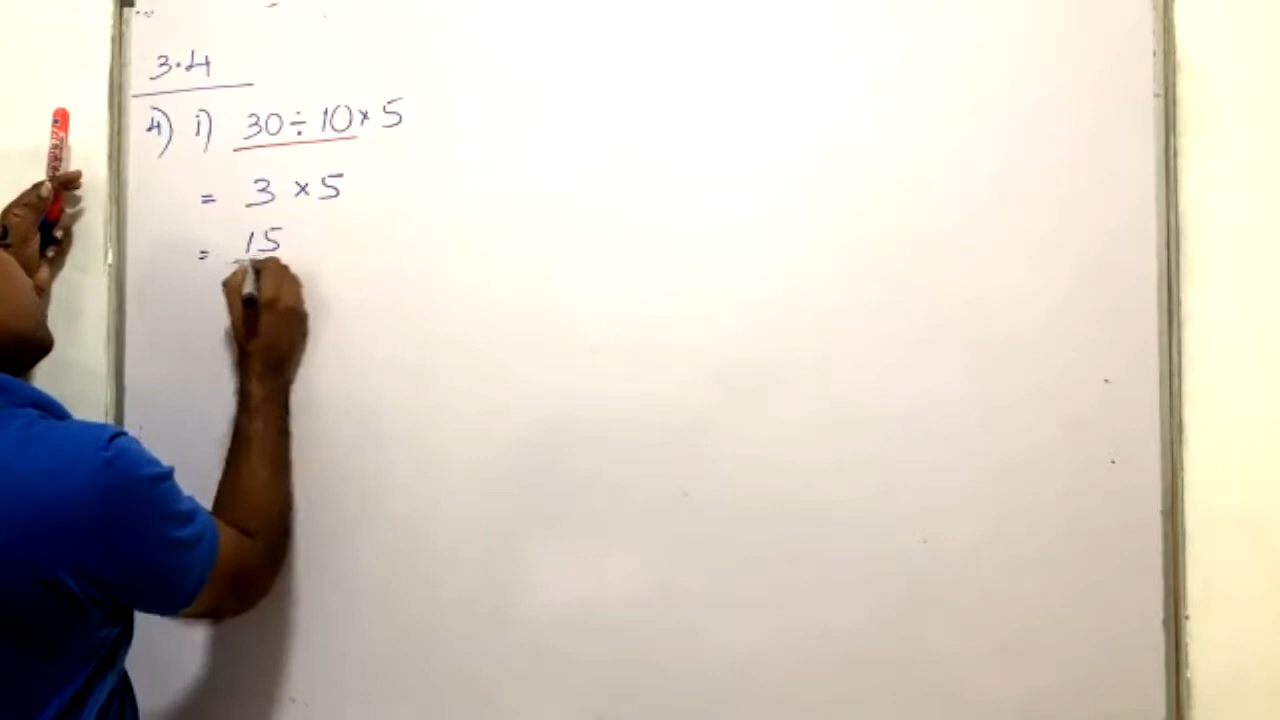 3.4
4) i) 30÷10×5
= 3 ×5
= 15